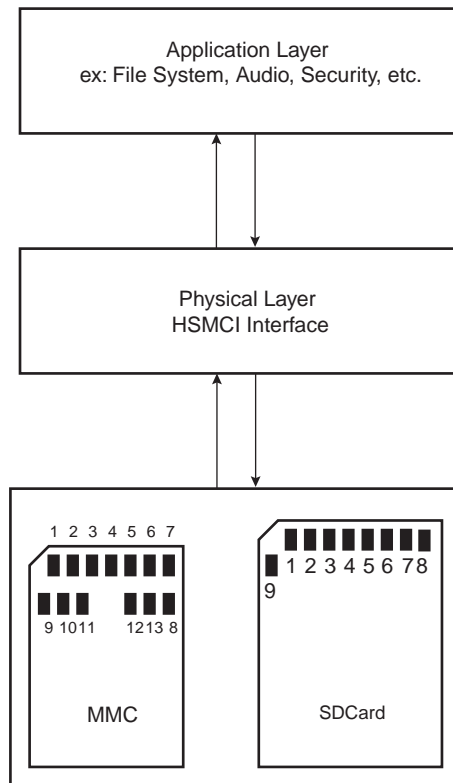 Application Layer
ex: File System, Audio, Security, etc.
Physical Layer
HSMCI Interface
1 2 3 4 5 6 7
9 10 11 12 13 8
MMC
1 2 3 4 5 6 7 8
9
SDCard